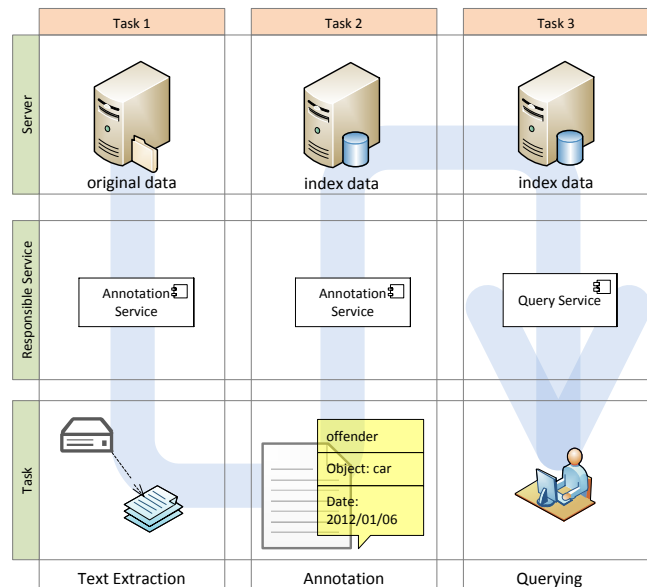 Task 1
Task 2
Task 3
Server
original data
index data
index data
Responsible Service
Annotation
Service
Annotation
Service
Query Service
Task
offender
Object: car
Date:
2012/01/06
Text Extraction
Annotation
Querying